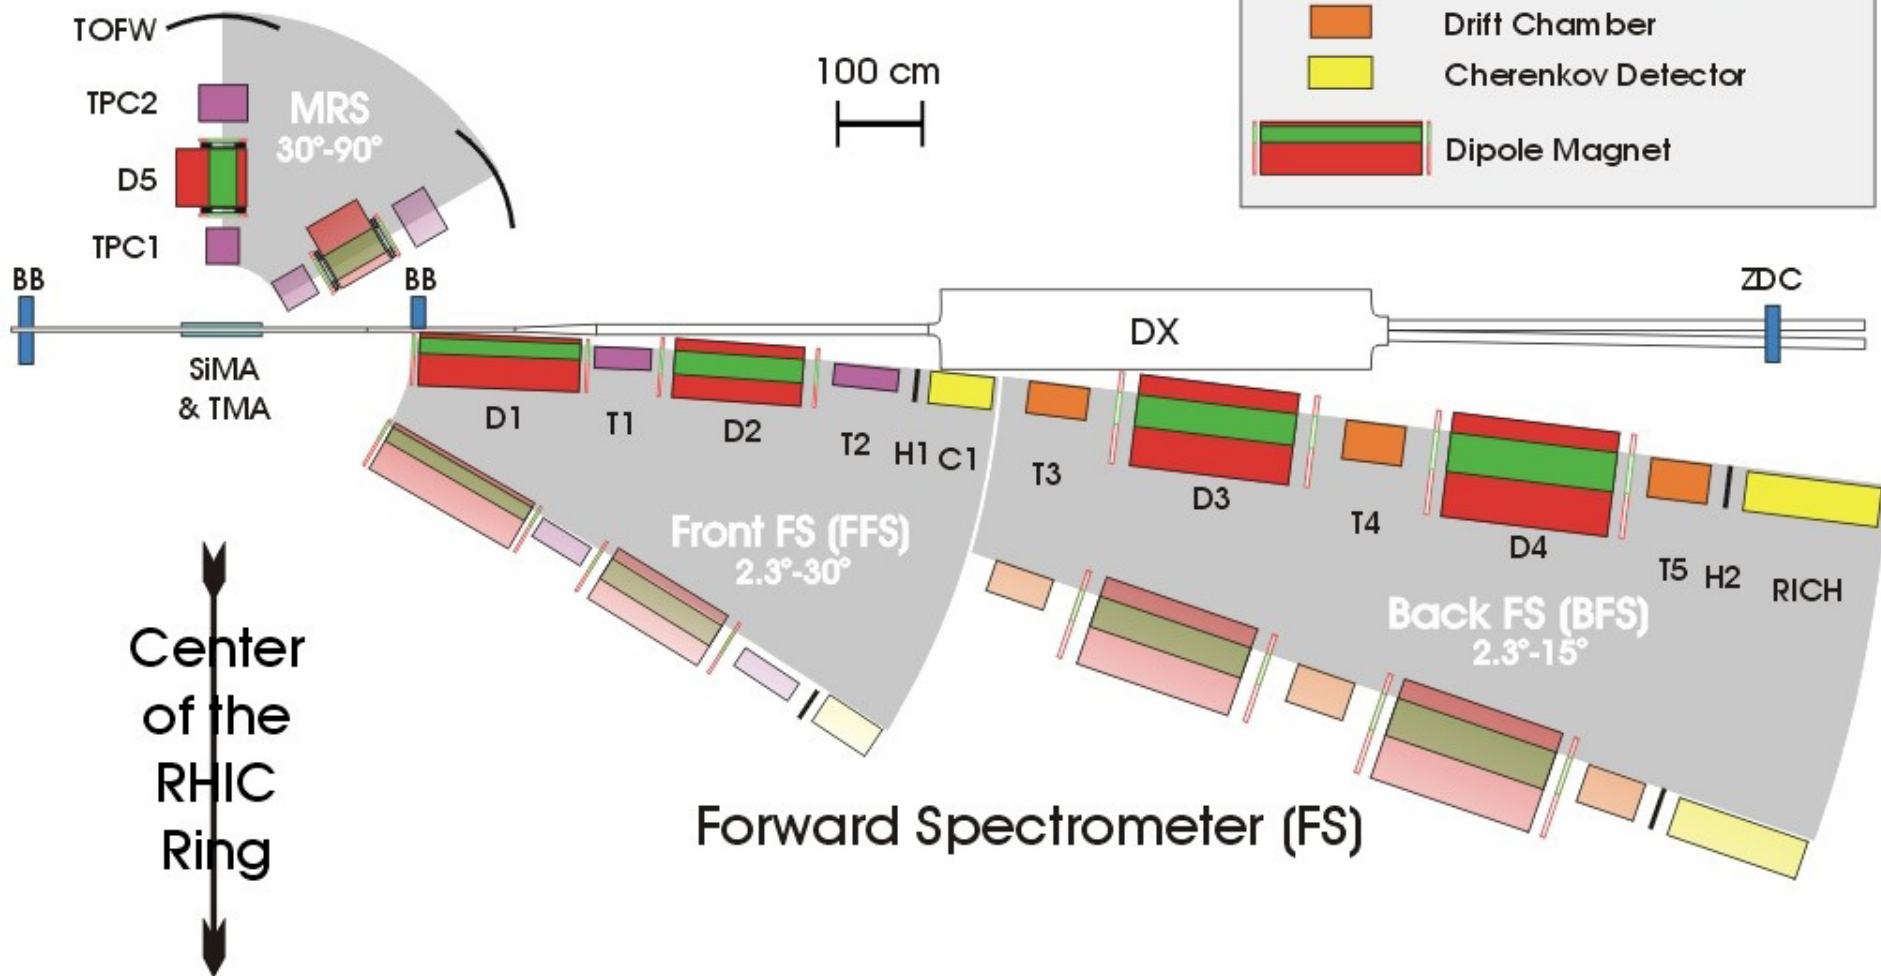 TOFW
Drift Chamber
Cherenkov Detector
Dipole Magnet
100 cm
TPC2
MRS
30°-90°
D5
TPC1
BB
BB
ZDC
DX
SiMA
& TMA
D1
T1
D2
T2
H1
C1
T3
D3
T4
D4
T5
H2
RICH
Front FS (FFS)
2.3°-30°
Back FS (BFS)
2.3°-15°
Center
of the
RHIC
Ring
Forward Spectrometer (FS)